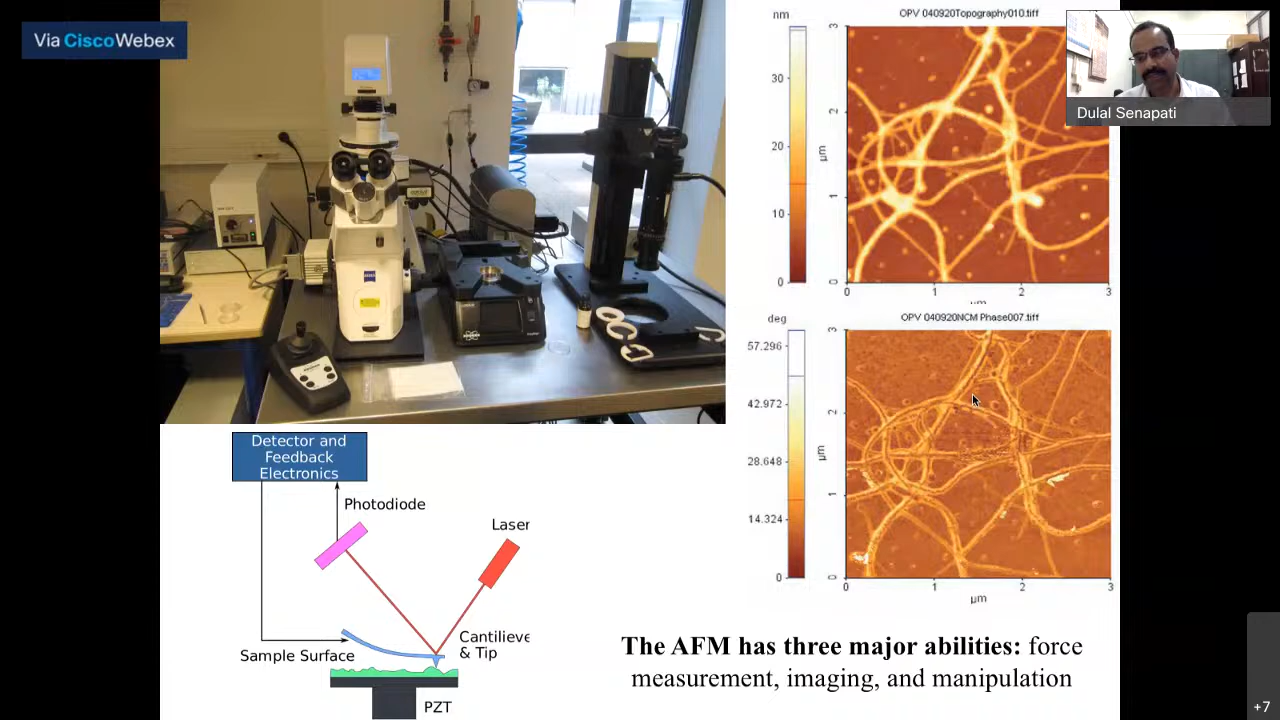 Via CiscoWebex
nm
OPV 040920Topography010.tiff
30
20
10
0
3
2
1
0
µm
0
1
2
3
µm
Dulal Senapati
deg
OPV 040920NCM Phase007.tiff
57.296
42.972
28.648
14.324
0
3
2
1
0
µm
0
1
2
3
µm
ZEISS
Detector and
Feedback
Electronics
Photodiode
Laser
Cantileve
& Tip
Sample Surface
PZT
The AFM has three major abilities: force
measurement, imaging, and manipulation
+7